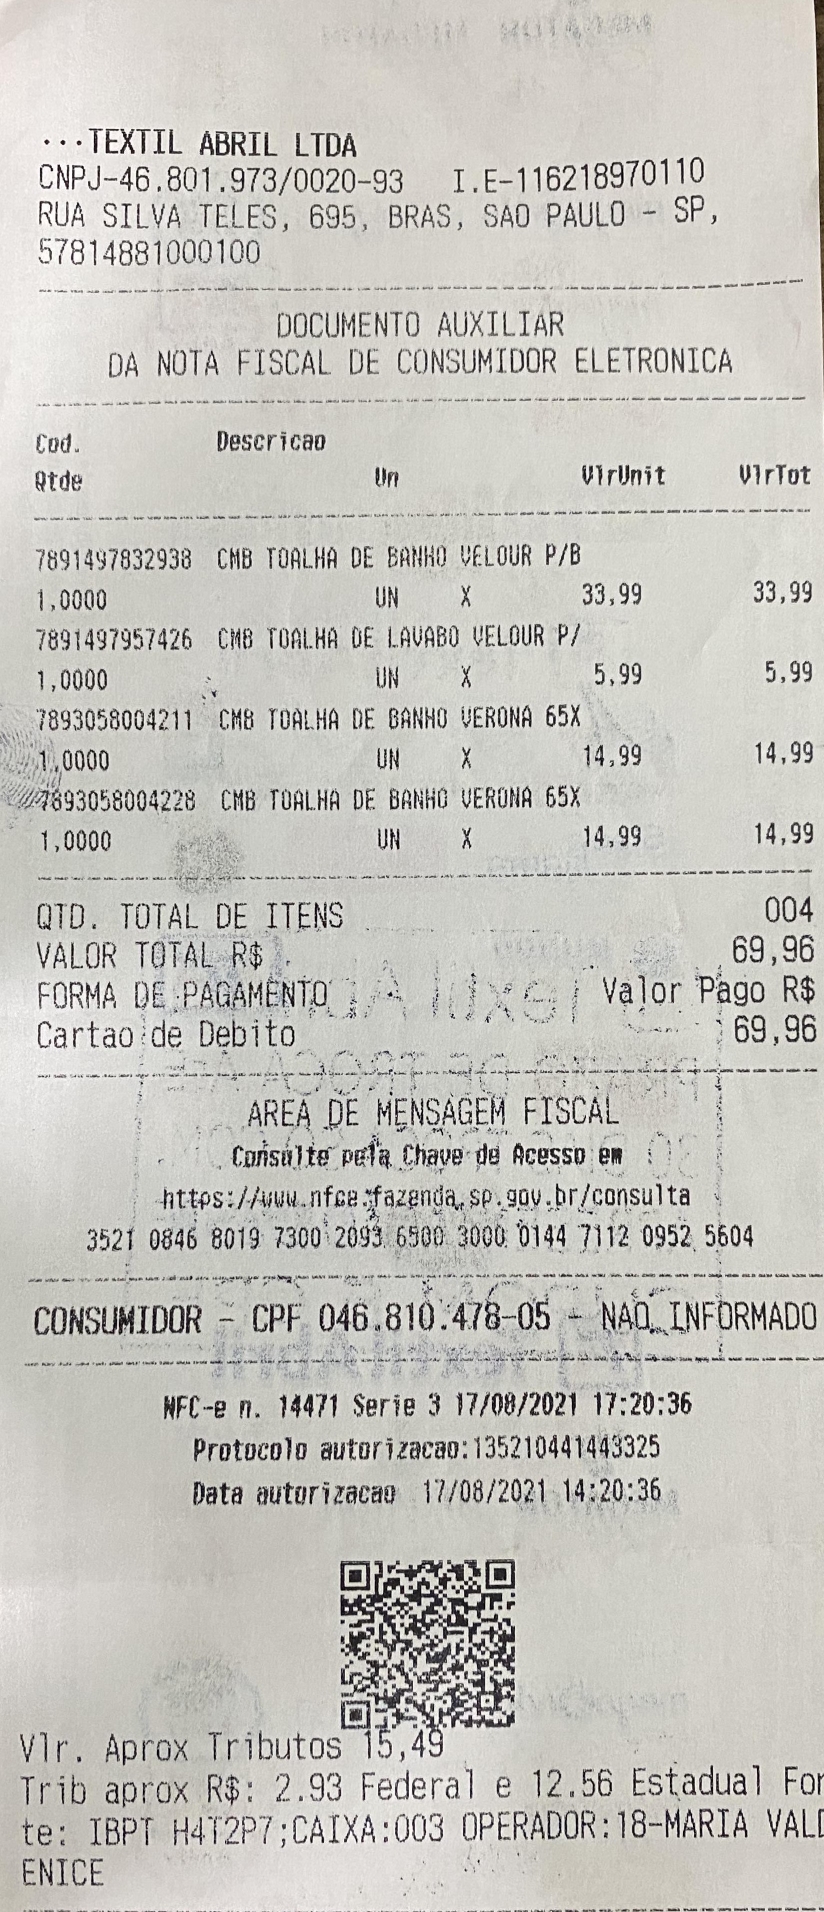 ...TEXTIL ABRIL LTDA
CNPJ-46.801.973/0020-93 I.E-116218970110
RUA SILVA TELES, 695, BRAS, SAO PAULO - SP,
57814881000100
DOCUMENTO AUXILIAR
DA NOTA FISCAL DE CONSUMIDOR ELETRONICA
Cod. Descricao
Qtde Un VlrUnit VlrTot
7891497832938 CMB TOALHA DE BANHO VELOUR P/B
1,0000 UN X 33,99 33,99
7891497957426 CMB TOALHA DE LAVABO VELOUR P/
1,0000 UN X 5,99 5,99
7893058004211 CMB TOALHA DE BANHO VERONA 65X
1,0000 UN X 14,99 14,99
7893058004228 CMB TOALHA DE BANHO VERONA 65X
1,0000 UN X 14,99 14,99
QTD. TOTAL DE ITENS 004
VALOR TOTAL R$ 69,96
FORMA DE PAGAMENTO Valor Pago R$
Cartao de Debito 69,96
AREA DE MENSAGEM FISCAL
Consulte pela Chave de Acesso em
https://www.nfce.fazenda.sp.gov.br/consulta
3521 0846 8019 7300 2093 6500 3000 0144 7112 0952 5604
CONSUMIDOR - CPF 046.810.478-05 - NAO INFORMADO
NFC-e n. 14471 Serie 3 17/08/2021 17:20:36
Protocolo autorizacao:135210441443325
Data autorizacao 17/08/2021 14:20:36
Vlr. Aprox Tributos 15,49
Trib aprox R$: 2.93 Federal e 12.56 Estadual Fon
te: IBPT H4T2P7;CAIXA:003 OPERADOR:18-MARIA VALD
ENICE